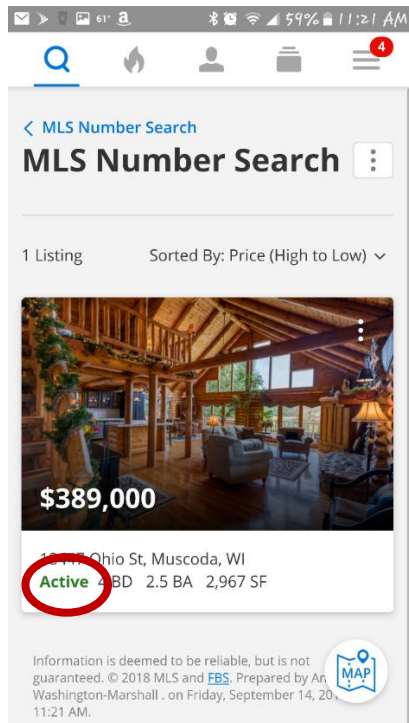 61° a 59% 11:21 AM
4
MLS Number Search
MLS Number Search
1 Listing Sorted By: Price (High to Low)
$389,000
Ohio St, Muscoda, WI
Active BD 2.5 BA 2,967 SF
Information is deemed to be reliable, but is not
guaranteed. © 2018 MLS and FBS. Prepared by
Washington-Marshall . on Friday, September 14,
11:21 AM.
MAP